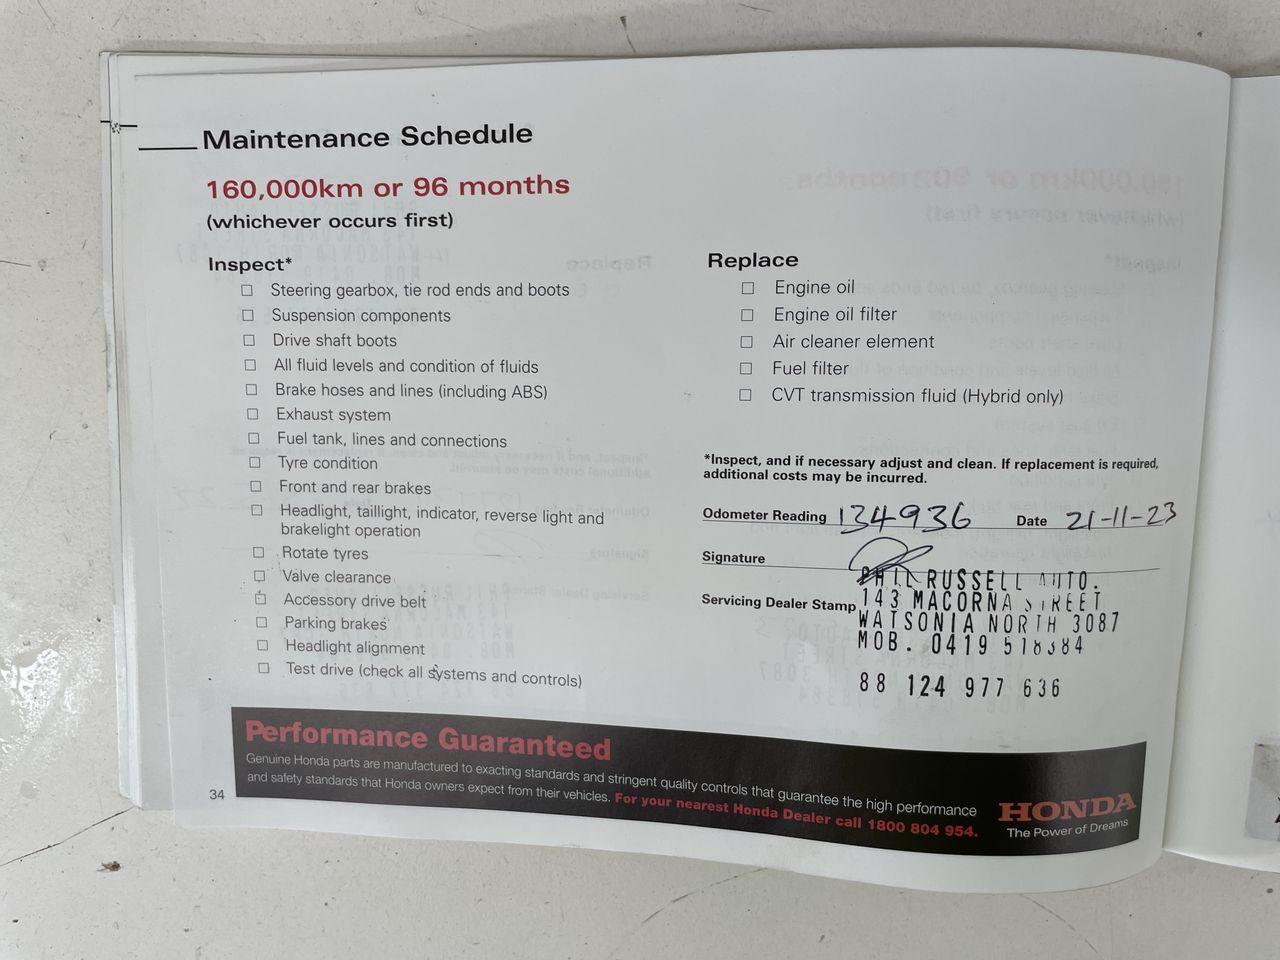 Maintenance Schedule
160,000km or 96 months
(whichever occurs first)
Inspect*
Steering gearbox, tie rod ends and boots
Suspension components
Drive shaft boots
All fluid levels and condition of fluids
Brake hoses and lines (including ABS)
Exhaust system
Fuel tank, lines and connections
Tyre condition
Front and rear brakes
Headlight, taillight, indicator, reverse light and
brakelight operation
Rotate tyres
Valve clearance
Accessory drive belt
Parking brakes
Headlight alignment
Test drive (check all systems and controls)
Replace
Engine oil
Engine oil filter
Air cleaner element
Fuel filter
CVT transmission fluid (Hybrid only)
*Inspect, and if necessary adjust and clean. If replacement is required,
additional costs may be incurred.
Odometer Reading 134936 Date 21-11-23
Signature
Servicing Dealer Stamp
PHIL RUSSELL AUTO.
143 MACORNA STREET
WATSONIA NORTH 3087
MOB. 0419 518384
88 124 977 636
Performance Guaranteed
Genuine Honda parts are manufactured to exacting standards and stringent quality controls that guarantee the high performance
and safety standards that Honda owners expect from their vehicles. For your nearest Honda Dealer call 1800 804 954.
HONDA
The Power of Dreams
34